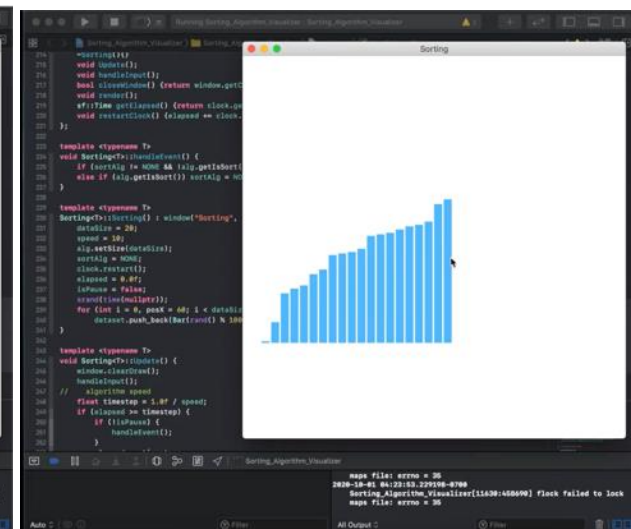 Running Sorting_Algorithm_Visualizer : Sorting_Algorithm_Visualizer
Sorting_Algorithm_Visualizer
Sorting
~Sorting(){}
void Update();
void handleInput();
bool closeWindow() {return window.getC
void render();
sf::Time getElapsed() {return clock.ge
void restartClock() {elapsed += clock.
};
template <typename T>
void Sorting<T>::handleEvent() {
if (sortAlg != NONE && !alg.getIsSort(
else if (alg.getIsSort()) sortAlg = NO
}
template <typename T>
Sorting<T>::Sorting() : window("Sorting",
dataSize = 20;
speed = 10;
alg.setSize(dataSize);
sortAlg = NONE;
clock.restart();
elapsed = 0.0f;
isPause = false;
srand(time(nullptr));
for (int i = 0, posX = 60; i < dataSiz
dataset.push_back(Bar(rand() % 100
}
template <typename T>
void Sorting<T>::Update() {
window.clearDraw();
handleInput();
// algorithm speed
float timestep = 1.0f / speed;
if (elapsed >= timestep) {
if (!isPause) {
handleEvent();
}
Sorting_Algorithm_Visualizer
maps file: errno = 35
2020-10-01 04:23:53.229198-0700
Sorting_Algorithm_Visualizer[11630:458690] flock failed to lock
maps file: errno = 35
Auto
Filter
All Output
Filter